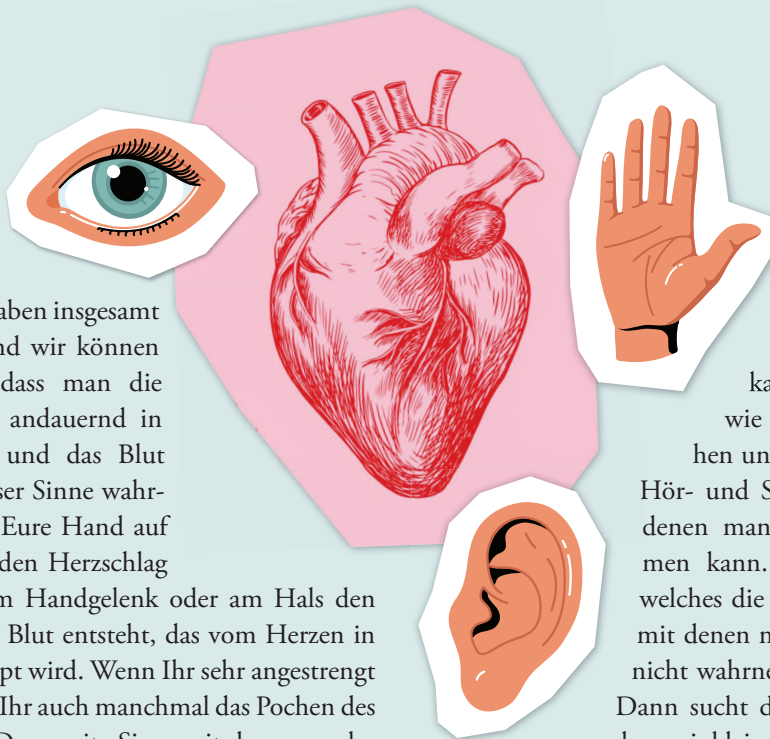 aben insgesamt
nd wir können
dass man die
andauernd in
und das Blut
ser Sinne wahr-
Eure Hand auf
den Herzschlag
m Handgelenk oder am Hals den
Blut entsteht, das vom Herzen in
pt wird. Wenn Ihr sehr angestrengt
Ihr auch manchmal das Pochen des
ka
wie
hen un
Hör- und S
denen man
men kann.
welches die
mit denen
nicht wahrne
Dann sucht d